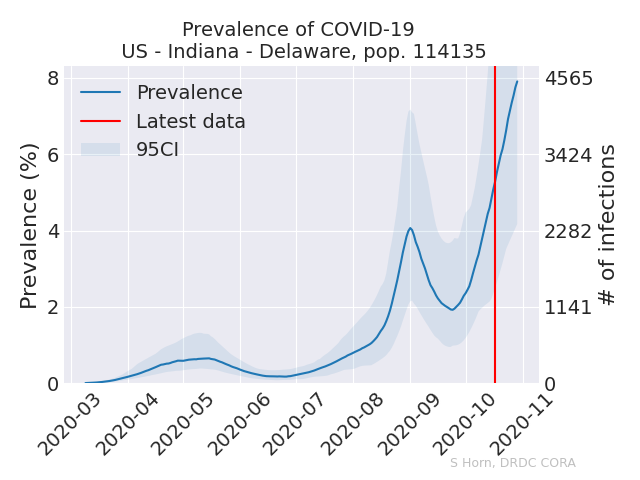 Prevalence of COVID-19
US - Indiana - Delaware, pop. 114135
Prevalence
Latest data
95CI
Prevalence (%)
8
6
4
2
0
4565
3424
2282
1141
0
# of infections
2020-03
2020-04
2020-05
2020-06
2020-07
2020-08
2020-09
2020-10
2020-11
S Horn, DRDC CORA